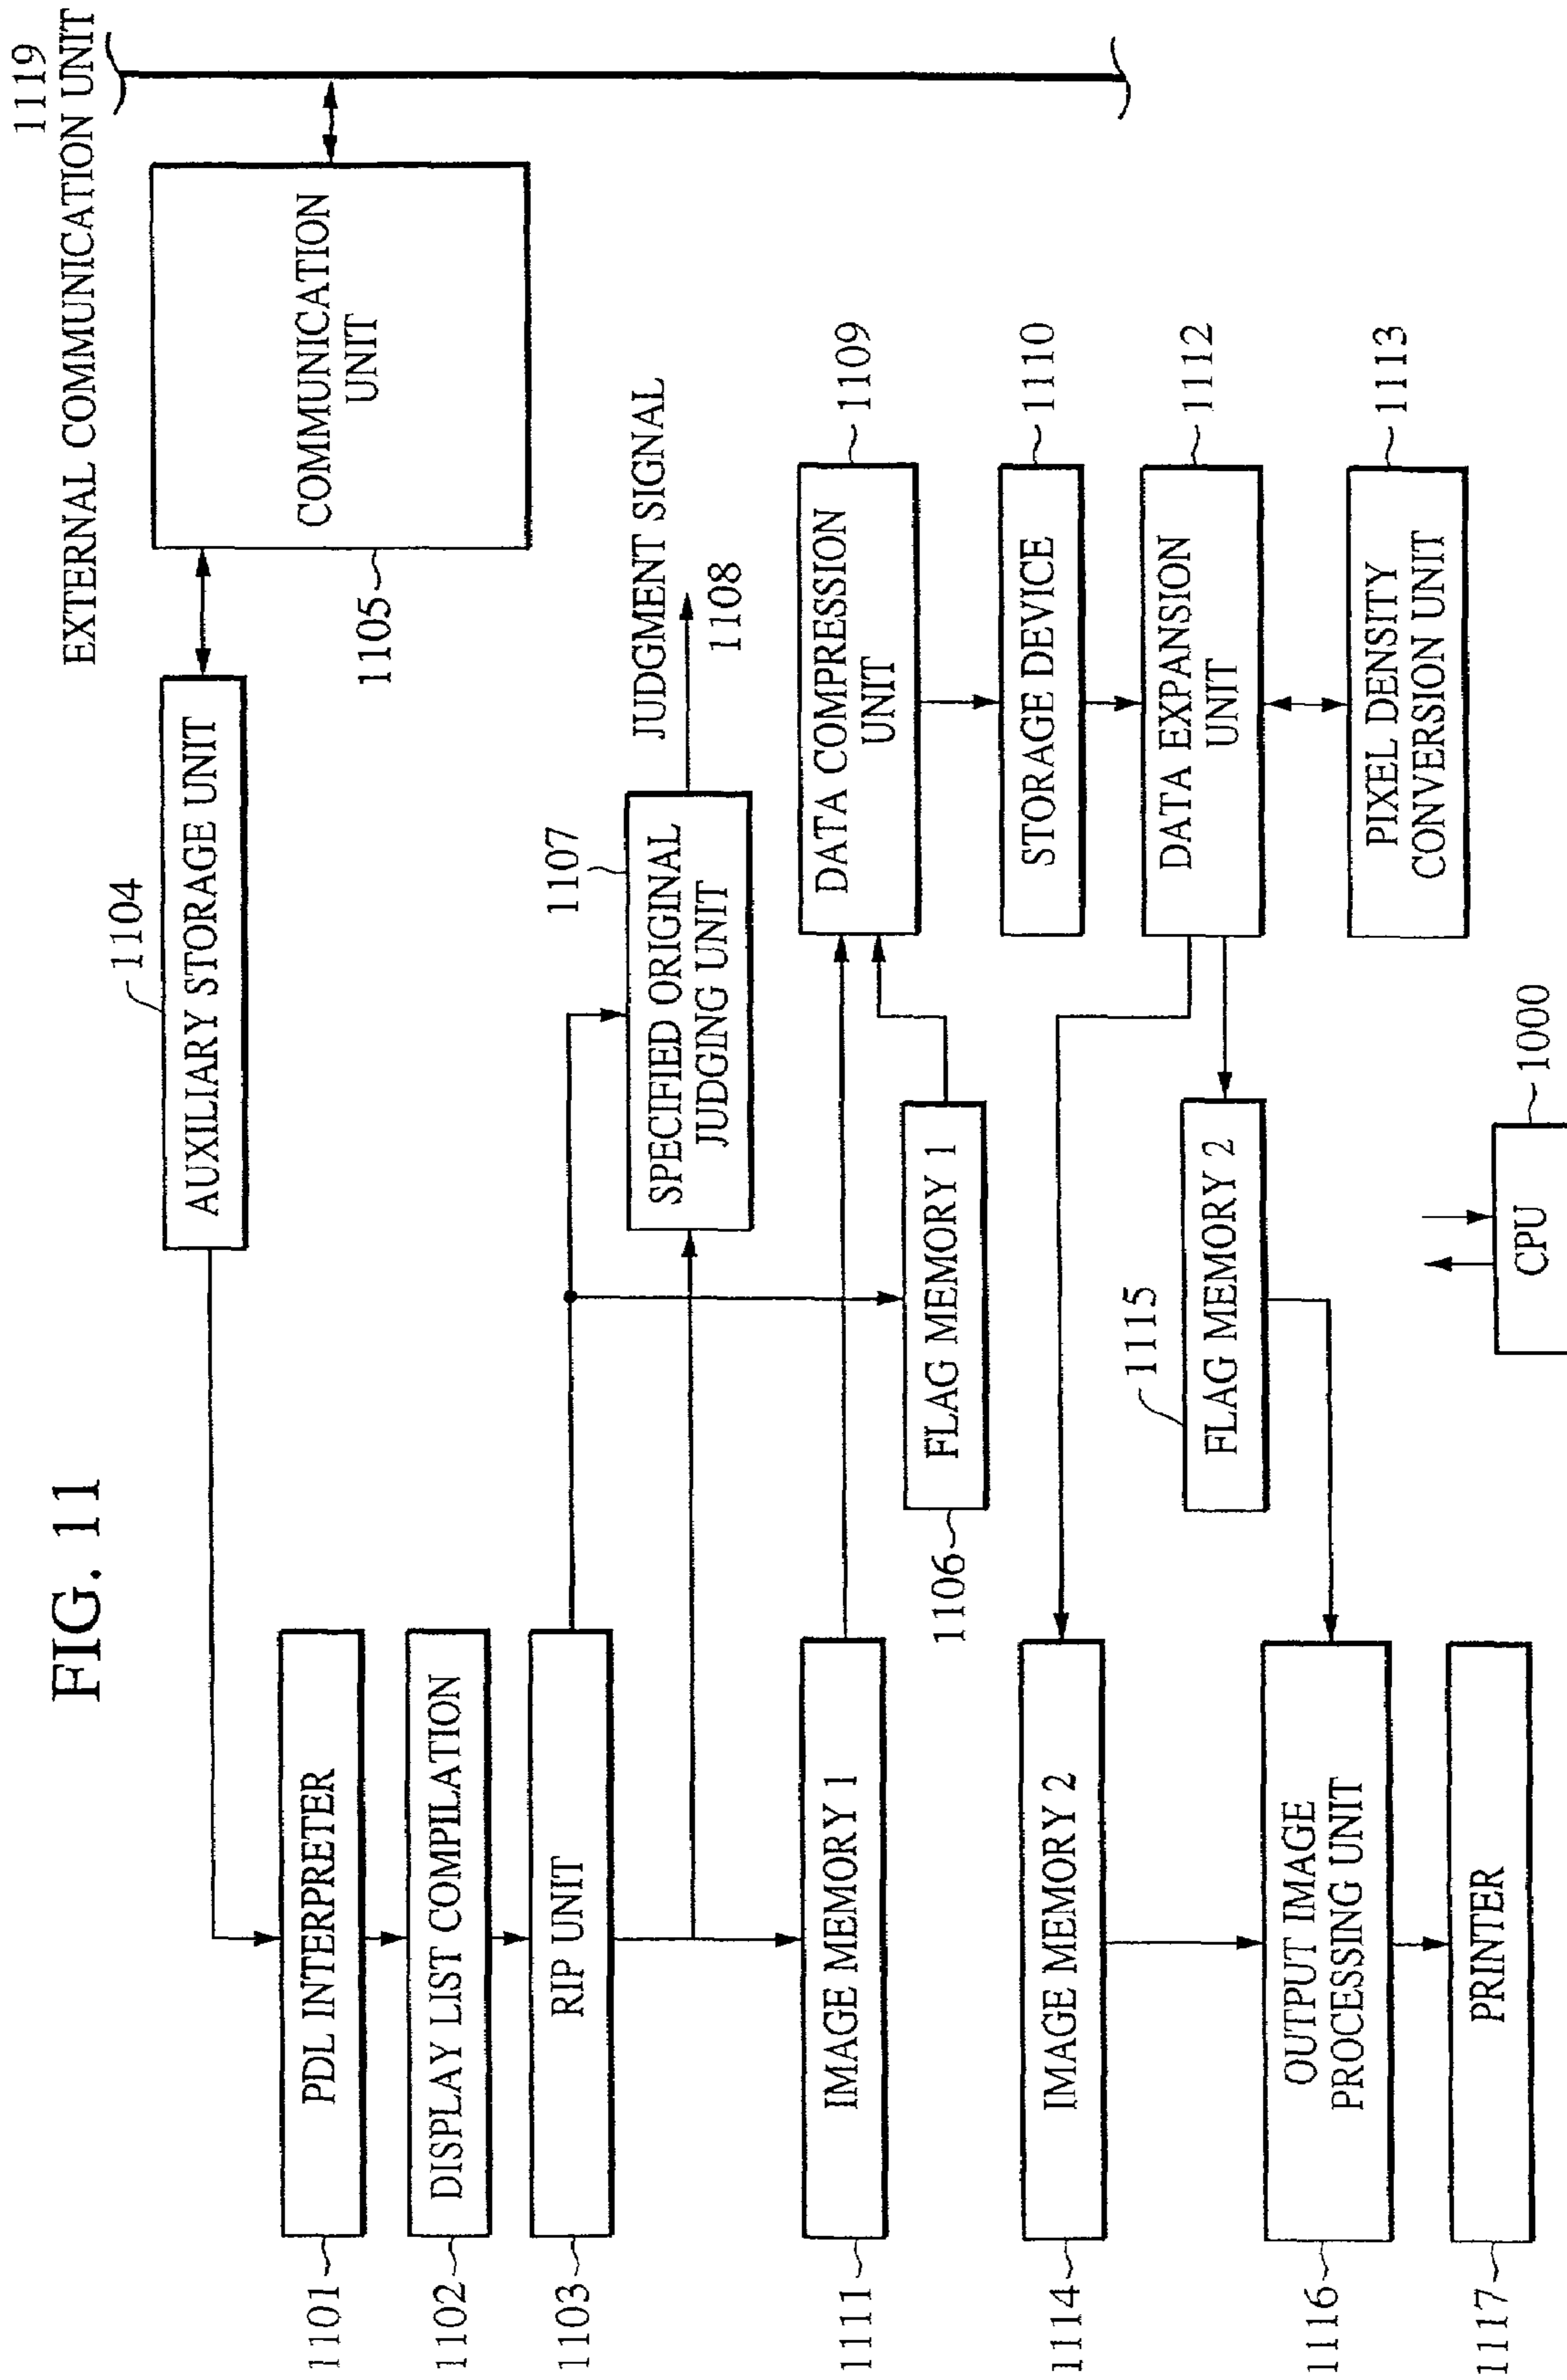 FIG. 11
1119
EXTERNAL COMMUNICATION UNIT
1104
AUXILIARY STORAGE UNIT
COMMUNICATION
UNIT
1105
1101
PDL INTERPRETER
1102
DISPLAY LIST COMPILATION
1103
RIP UNIT
1107
SPECIFIED ORIGINAL
JUDGING UNIT
JUDGMENT SIGNAL
1108
1111
IMAGE MEMORY 1
1106
FLAG MEMORY 1
DATA COMPRESSION
UNIT
1109
STORAGE DEVICE
1110
1114
IMAGE MEMORY 2
1115
FLAG MEMORY 2
DATA EXPANSION
UNIT
1112
1116
OUTPUT IMAGE
PROCESSING UNIT
PIXEL DENSITY
CONVERSION UNIT
1113
1117
PRINTER
CPU
1000